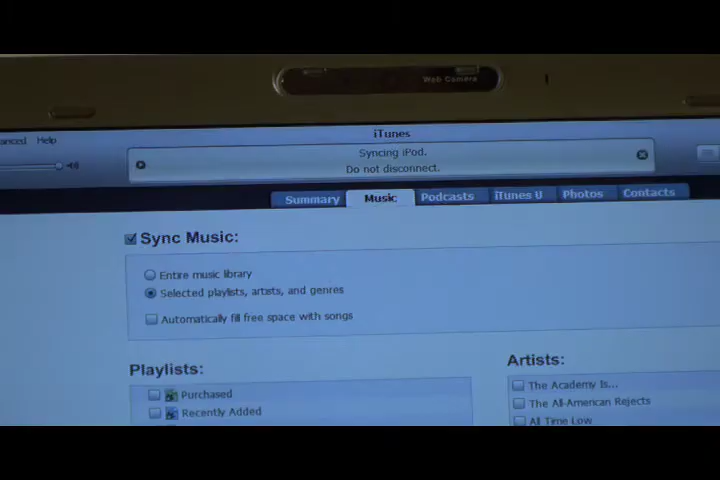 Web Camera
anced Help
iTunes
Syncing iPod.
Do not disconnect.
Summary Music Podcasts iTunes U Photos Contacts
Sync Music:
Entire music library
Selected playlists, artists, and genres
Automatically fill free space with songs
Playlists:
Purchased
Recently Added
Artists:
The Academy Is...
The All-American Rejects
All Time Low